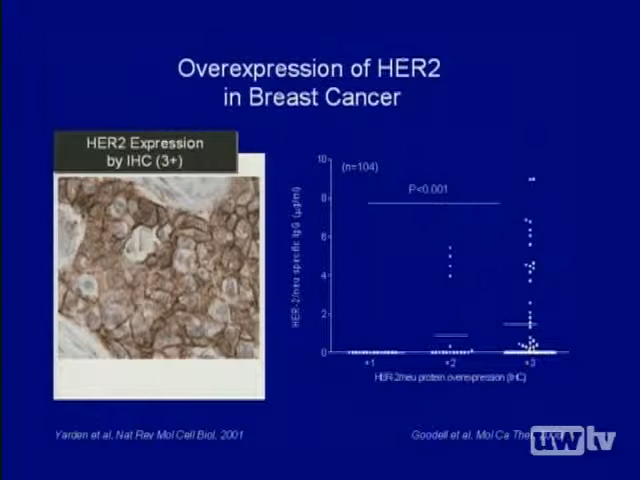 Overexpression of HER2
in Breast Cancer
HER2 Expression
by IHC (3+)
10
8
6
4
2
0
(n=104)
P<0.001
HER-2/neu specific IgG (µg/ml)
+1
+2
+3
HER-2/neu protein overexpression (IHC)
Yarden et al, Nat Rev Mol Cell Biol, 2001
Goodell et al, Mol Ca
uwtv